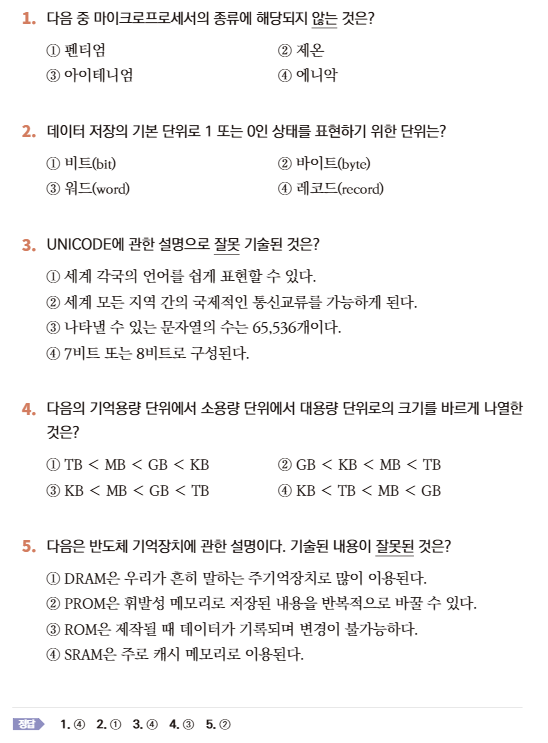 1. 다음 중 마이크로프로세서의 종류에 해당되지 않는 것은?
① 펜티엄 ② 제온
③ 아이테니엄 ④ 에니악
2. 데이터 저장의 기본 단위로 1 또는 0인 상태를 표현하기 위한 단위는?
① 비트(bit) ② 바이트(byte)
③ 워드(word) ④ 레코드(record)
3. UNICODE에 관한 설명으로 잘못 기술된 것은?
① 세계 각국의 언어를 쉽게 표현할 수 있다.
② 세계 모든 지역 간의 국제적인 통신교류를 가능하게 된다.
③ 나타낼 수 있는 문자열의 수는 65,536개이다.
④ 7비트 또는 8비트로 구성된다.
4. 다음의 기억용량 단위에서 소용량 단위에서 대용량 단위로의 크기를 바르게 나열한
것은?
① TB < MB < GB < KB ② GB < KB < MB < TB
③ KB < MB < GB < TB ④ KB < TB < MB < GB
5. 다음은 반도체 기억장치에 관한 설명이다. 기술된 내용이 잘못된 것은?
① DRAM은 우리가 흔히 말하는 주기억장치로 많이 이용된다.
② PROM은 휘발성 메모리로 저장된 내용을 반복적으로 바꿀 수 있다.
③ ROM은 제작될 때 데이터가 기록되며 변경이 불가능하다.
④ SRAM은 주로 캐시 메모리로 이용된다.
정답 1. ④ 2. ① 3. ④ 4. ③ 5. ②